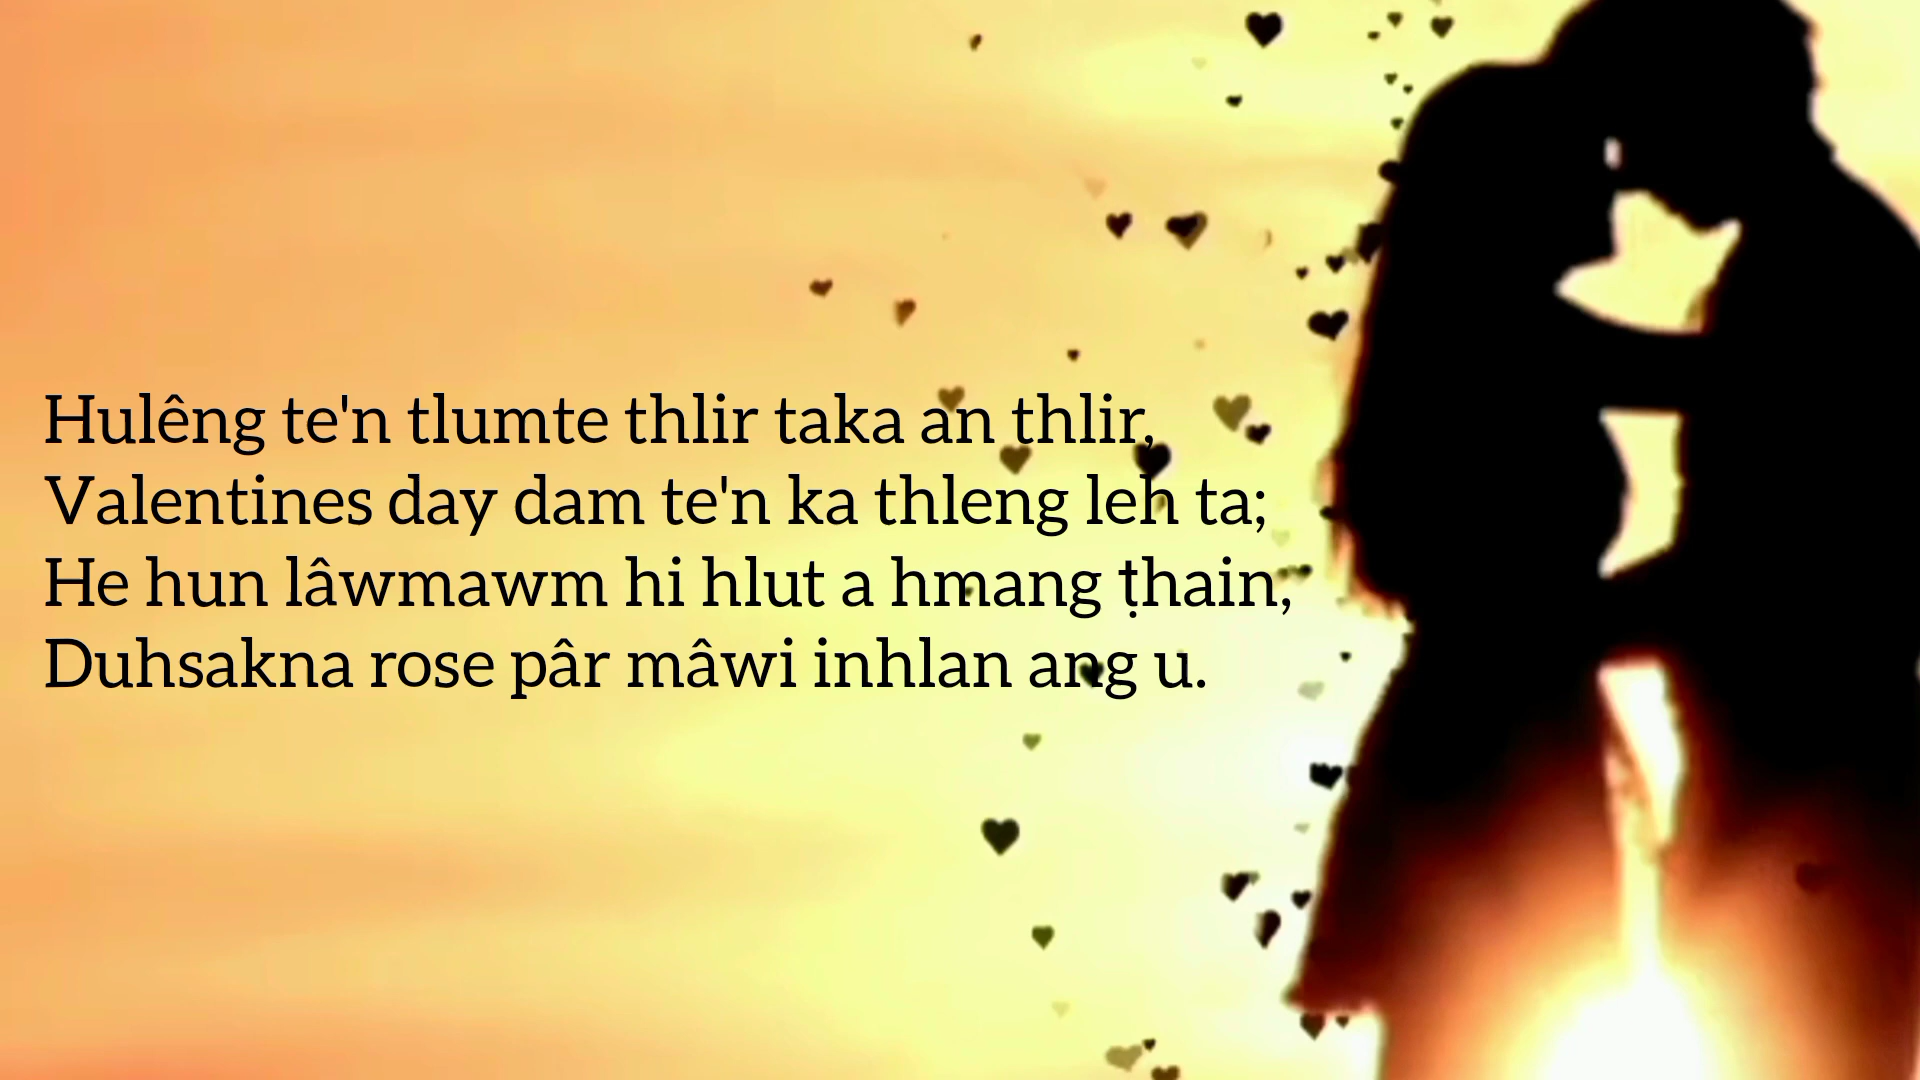 Hulêng te'n tlumte thlir taka an thlir,
Valentines day dam te'n ka thleng leh ta;
He hun lâwmawm hi hlut a hmang ṭhain,
Duhsakna rose pâr mâwi inhlan ang u.